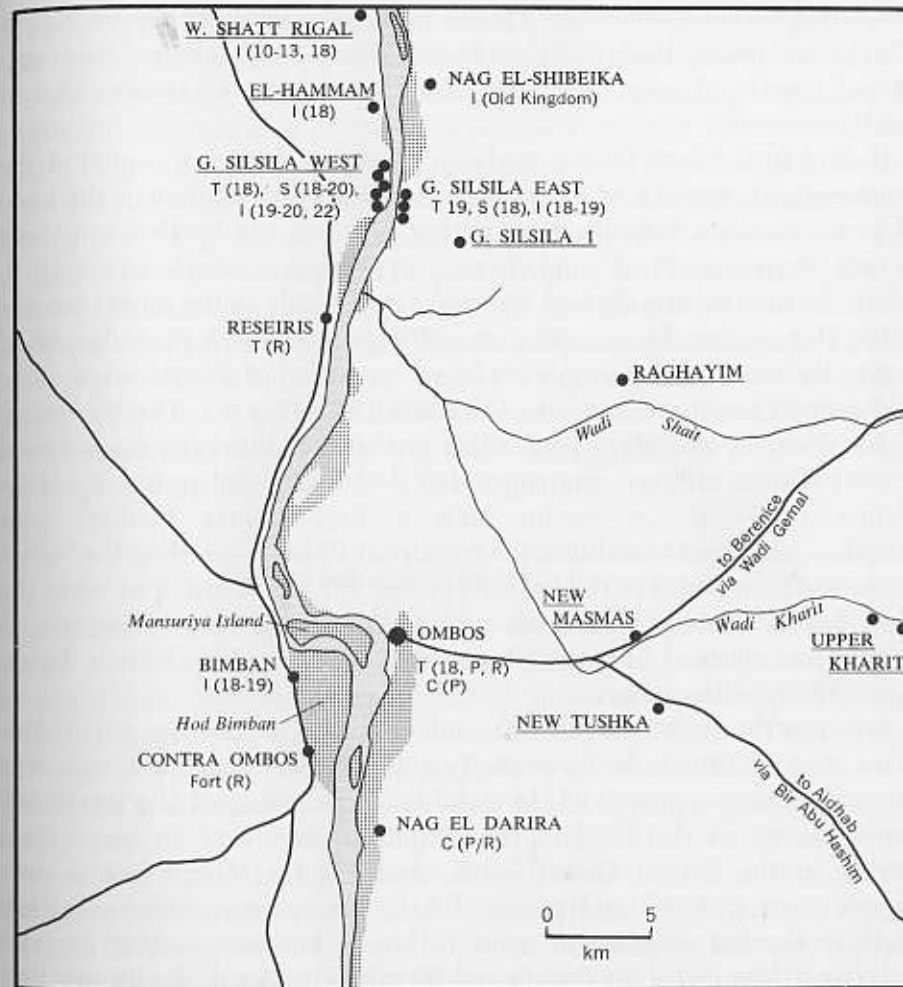 W. SHATT RIGAL
I (10-13, 18)
NAG EL-SHIBEIKA
I (Old Kingdom)
EL-HAMMAM
I (18)
G. SILSILA WEST
T (18), S (18-20)
I (19-20, 22)
G. SILSILA EAST
T 19, S (18), I (18-19)
G. SILSILA I
RESEIRIS
T (R)
RAGHAYIM
Wadi Shait
to Berenice
via Wadi Gemal
NEW
MASMAS
Wadi Kharit
UPPER
KHARIT
Mansuriya Island
OMBOS
T (18, P, R)
C (P)
BIMBAN
I (18-19)
Hod Bimban
NEW TUSHKA
CONTRA OMBOS
Fort (R)
to Aidhab
via Bir Abu Hashim
NAG EL DARIRA
C (P/R)
0 5
km